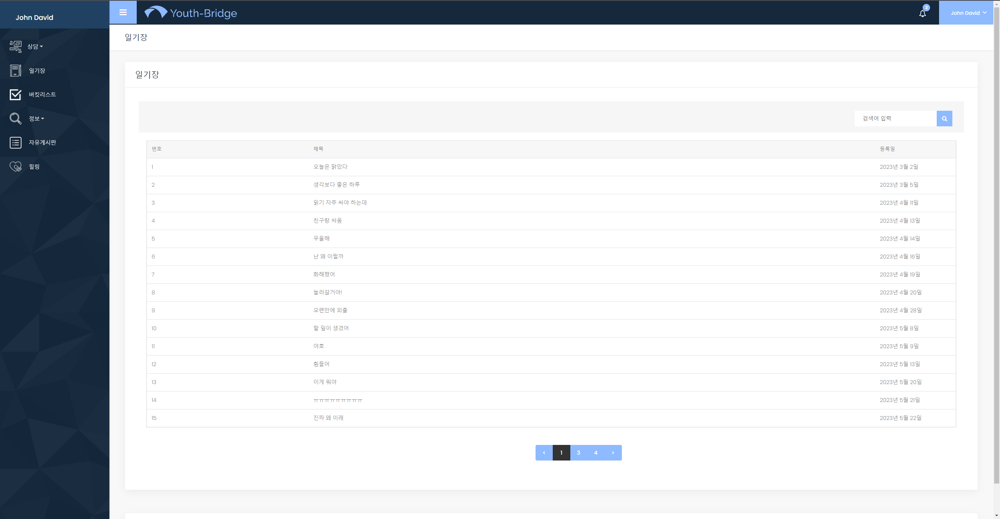 John David
상담
일기장
버킷리스트
정보
자유게시판
힐링
Youth-Bridge
2
John David
일기장
일기장
검색어 입력
번호 제목 등록일
1 오늘은 맑았다 2023년 3월 2일
2 생각보다 좋은 하루 2023년 3월 5일
3 읽기 자주 써야 하는데 2023년 4월 11일
4 친구랑 싸움 2023년 4월 13일
5 우울해 2023년 4월 14일
6 난 왜 이럴까 2023년 4월 16일
7 화해했어 2023년 4월 19일
8 놀러갈거야! 2023년 4월 20일
9 오랜만에 외출 2023년 4월 28일
10 할 일이 생겼어 2023년 5월 8일
11 야호 2023년 5월 9일
12 힘들어 2023년 5월 13일
13 이게 뭐야 2023년 5월 20일
14 ㅠㅠㅠㅠㅠㅠㅠㅠㅠ 2023년 5월 21일
15 진짜 왜 이래 2023년 5월 22일
< 1 3 4 >